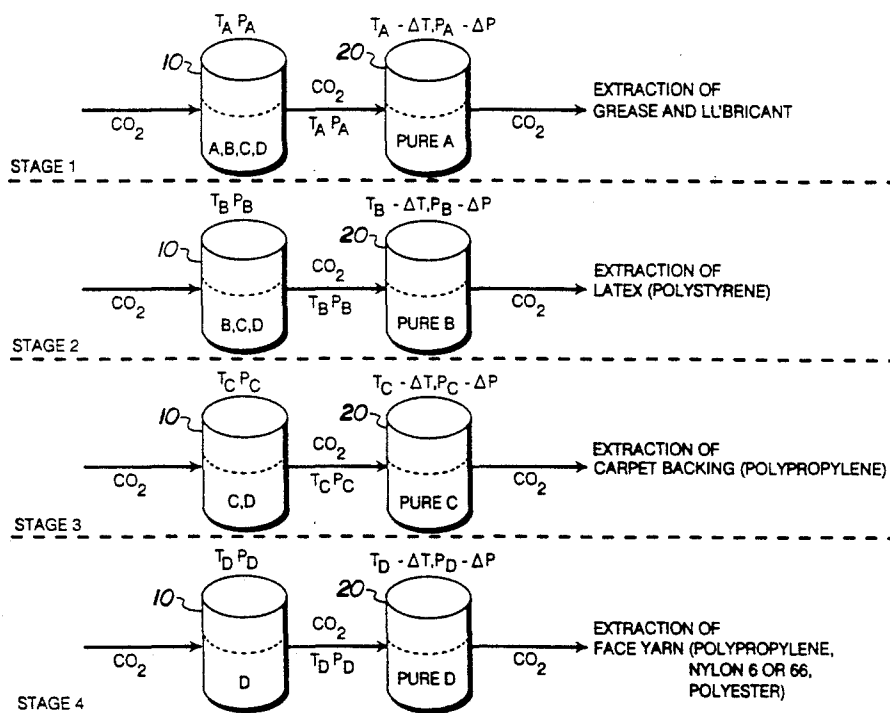 T_A P_A
T_A - ΔT, P_A - ΔP
10
20
CO2
CO2
T_A P_A
CO2
A,B,C,D
PURE A
EXTRACTION OF
GREASE AND LL'BRICANT
STAGE 1
T_B P_B
T_B - ΔT, P_B - ΔP
10
20
CO2
CO2
T_B P_B
CO2
B,C,D
PURE B
EXTRACTION OF
LATEX (POLYSTYRENE)
STAGE 2
T_C P_C
T_C - ΔT, P_C - ΔP
10
20
CO2
CO2
T_C P_C
CO2
C,D
PURE C
EXTRACTION OF
CARPET BACKING (POLYPROPYLENE)
STAGE 3
T_D P_D
T_D - ΔT, P_D - ΔP
10
20
CO2
CO2
T_D P_D
CO2
D
PURE D
EXTRACTION OF
FACE YARN (POLYPROPYLENE,
NYLON 6 OR 66,
POLYESTER)
STAGE 4